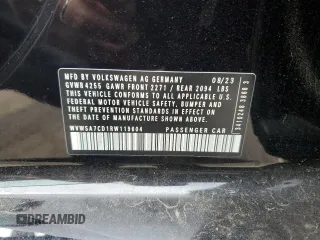 MFD BY VOLKSWAGEN AG GERMANY 08/23
GVWR 4255 GAWR FRONT 2271 / REAR 2094 LBS
THIS VEHICLE CONFORMS TO ALL APPLICABLE U.S.
FEDERAL MOTOR VEHICLE SAFETY, BUMPER AND
THEFT PREVENTION STANDARDS IN EFFECT ON THE
DATE OF MANUFACTURE SHOWN ABOVE.
WVWSA7CD1RW119604 PASSENGER CAR
DREAMBID